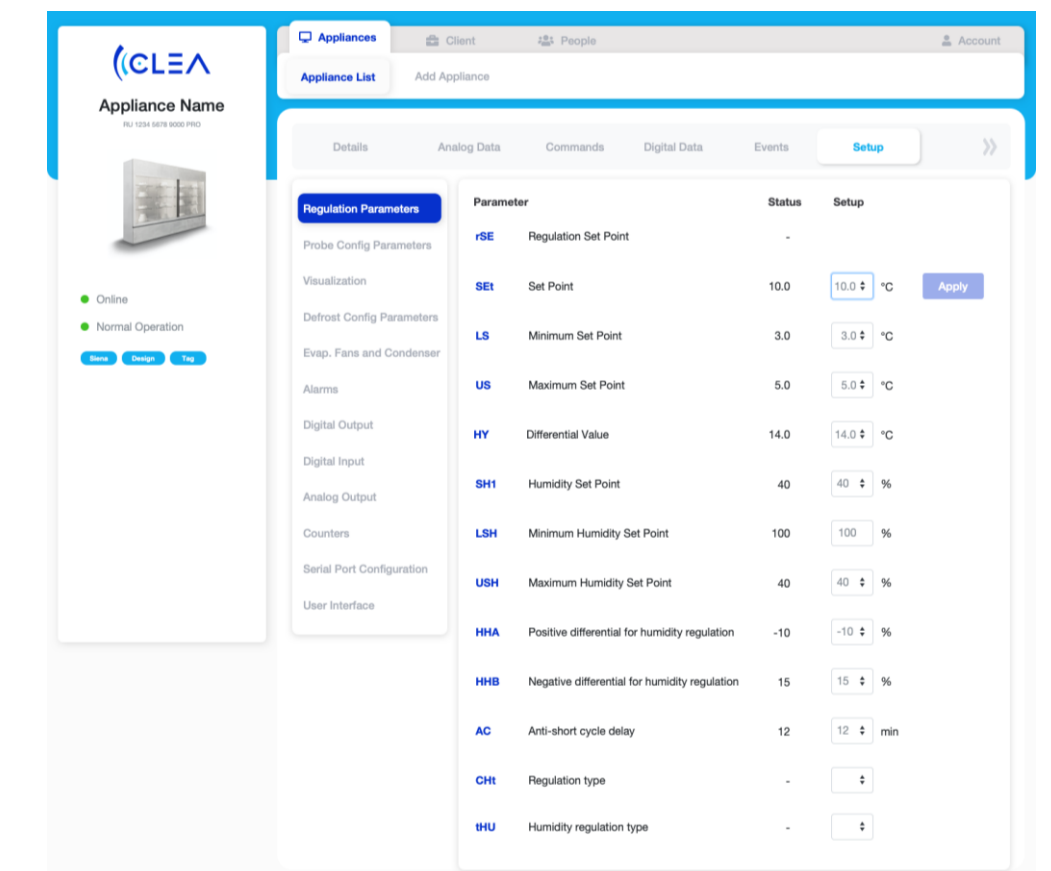 CLEA
Appliance Name
RU 1234 5678 9000 PRO
Online
Normal Operation
Siena Design Tag
Appliances Client People Account
Appliance List Add Appliance
Details Analog Data Commands Digital Data Events Setup
Regulation Parameters
Probe Config Parameters
Visualization
Defrost Config Parameters
Evap. Fans and Condenser
Alarms
Digital Output
Digital Input
Analog Output
Counters
Serial Port Configuration
User Interface
Parameter Status Setup
rSE Regulation Set Point -
SEt Set Point 10.0 10.0 °C Apply
LS Minimum Set Point 3.0 3.0 °C
US Maximum Set Point 5.0 5.0 °C
HY Differential Value 14.0 14.0 °C
SH1 Humidity Set Point 40 40 %
LSH Minimum Humidity Set Point 100 100 %
USH Maximum Humidity Set Point 40 40 %
HHA Positive differential for humidity regulation -10 -10 %
HHB Negative differential for humidity regulation 15 15 %
AC Anti-short cycle delay 12 12 min
CHt Regulation type -
tHU Humidity regulation type -